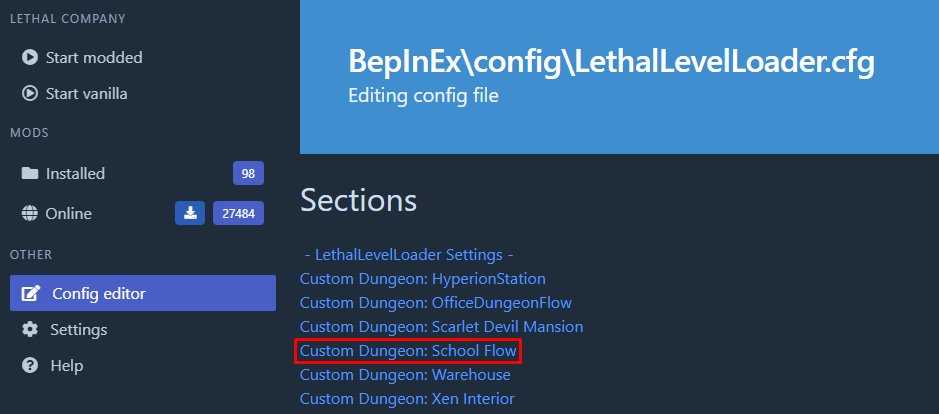 LETHAL COMPANY
Start modded
Start vanilla
MODS
Installed 98
Online 27484
OTHER
Config editor
Settings
Help
BepInEx\config\LethalLevelLoader.cfg
Editing config file
Sections
- LethalLevelLoader Settings -
Custom Dungeon: HyperionStation
Custom Dungeon: OfficeDungeonFlow
Custom Dungeon: Scarlet Devil Mansion
Custom Dungeon: School Flow
Custom Dungeon: Warehouse
Custom Dungeon: Xen Interior